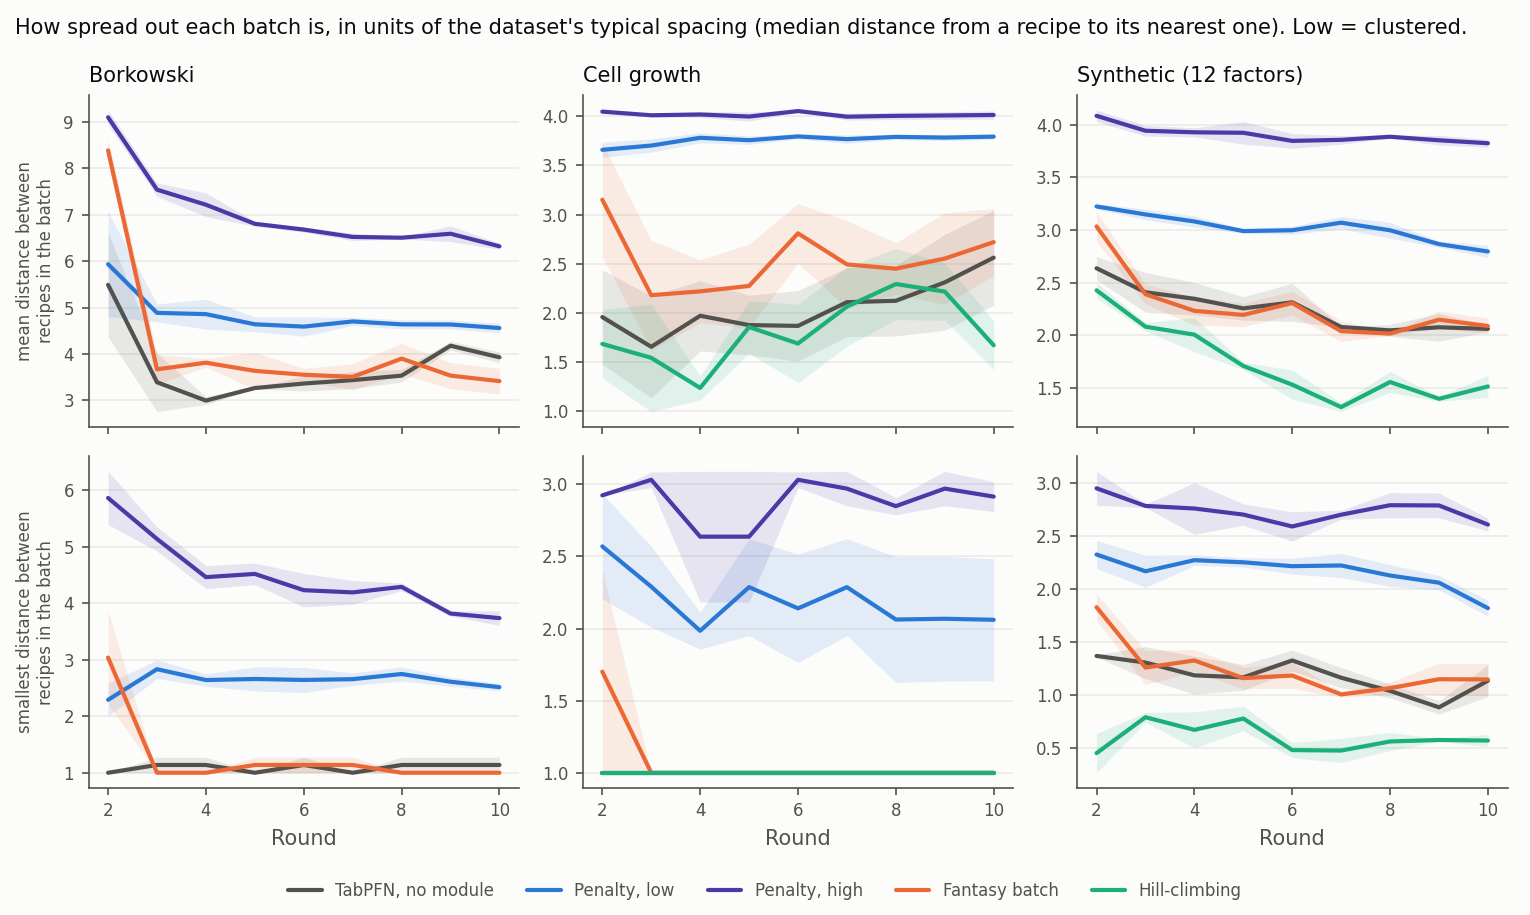 How spread out each batch is, in units of the dataset's typical spacing (median distance from a recipe to its nearest one). Low = clustered.
Borkowski
Cell growth
Synthetic (12 factors)
mean distance between
recipes in the batch
9
8
7
6
5
4
3
4.0
3.5
3.0
2.5
2.0
1.5
1.0
4.0
3.5
3.0
2.5
2.0
1.5
smallest distance between
recipes in the batch
6
5
4
3
2
1
3.0
2.5
2.0
1.5
1.0
3.0
2.5
2.0
1.5
1.0
0.5
2 4 6 8 10
2 4 6 8 10
2 4 6 8 10
Round
Round
Round
TabPFN, no module
Penalty, low
Penalty, high
Fantasy batch
Hill-climbing